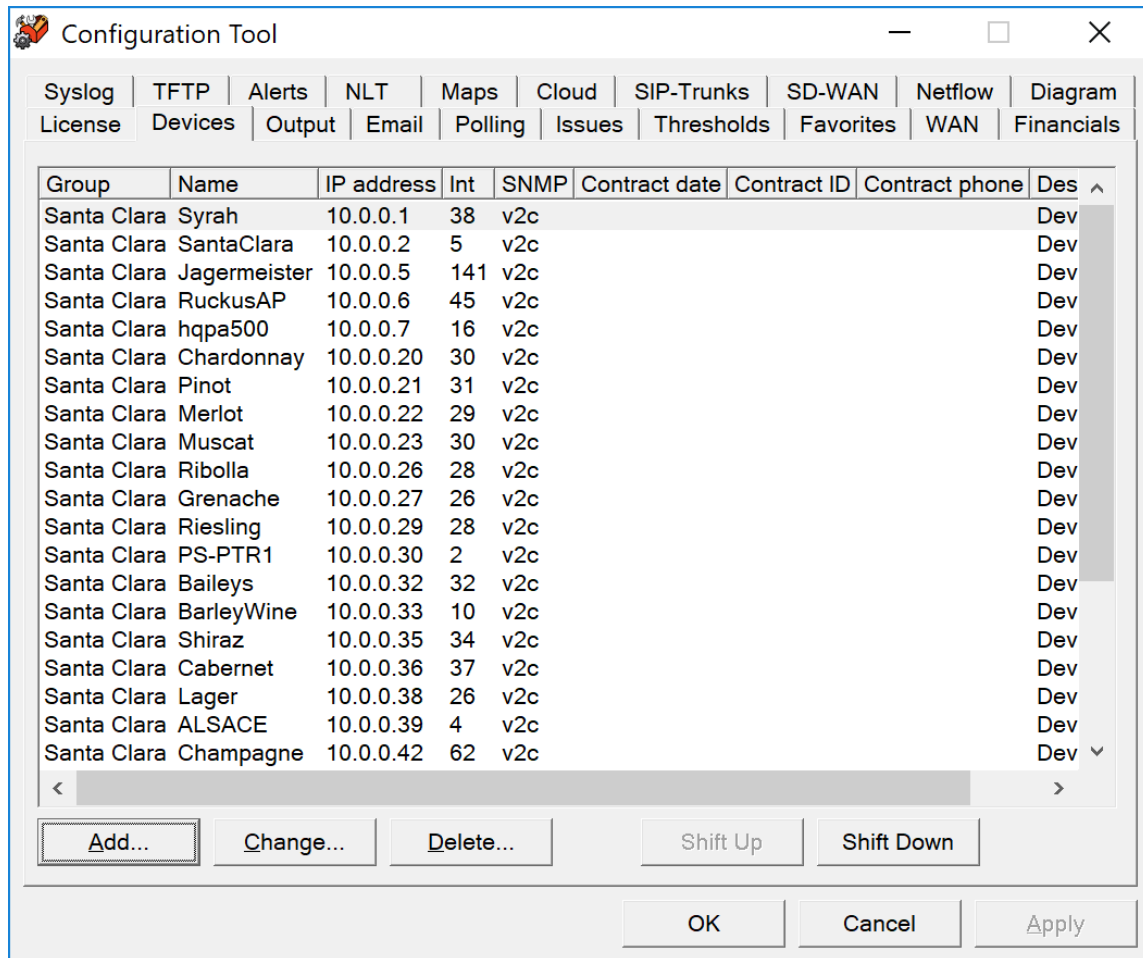 Configuration Tool
Syslog TFTP Alerts NLT Maps Cloud SIP-Trunks SD-WAN Netflow Diagram
License Devices Output Email Polling Issues Thresholds Favorites WAN Financials
Group Name IP address Int SNMP Contract date Contract ID Contract phone Des
Santa Clara Syrah 10.0.0.1 38 v2c Dev
Santa Clara SantaClara 10.0.0.2 5 v2c Dev
Santa Clara Jagermeister 10.0.0.5 141 v2c Dev
Santa Clara RuckusAP 10.0.0.6 45 v2c Dev
Santa Clara hqpa500 10.0.0.7 16 v2c Dev
Santa Clara Chardonnay 10.0.0.20 30 v2c Dev
Santa Clara Pinot 10.0.0.21 31 v2c Dev
Santa Clara Merlot 10.0.0.22 29 v2c Dev
Santa Clara Muscat 10.0.0.23 30 v2c Dev
Santa Clara Ribolla 10.0.0.26 28 v2c Dev
Santa Clara Grenache 10.0.0.27 26 v2c Dev
Santa Clara Riesling 10.0.0.29 28 v2c Dev
Santa Clara PS-PTR1 10.0.0.30 2 v2c Dev
Santa Clara Baileys 10.0.0.32 32 v2c Dev
Santa Clara BarleyWine 10.0.0.33 10 v2c Dev
Santa Clara Shiraz 10.0.0.35 34 v2c Dev
Santa Clara Cabernet 10.0.0.36 37 v2c Dev
Santa Clara Lager 10.0.0.38 26 v2c Dev
Santa Clara ALSACE 10.0.0.39 4 v2c Dev
Santa Clara Champagne 10.0.0.42 62 v2c Dev
Add... Change... Delete... Shift Up Shift Down
OK Cancel Apply